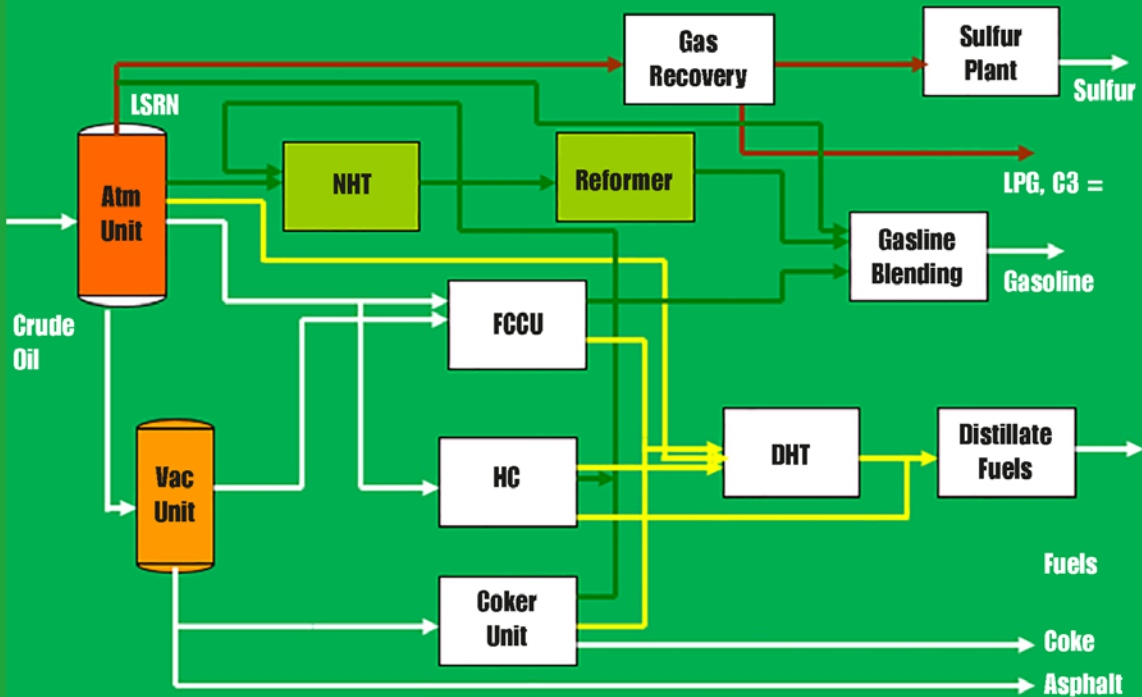 Gas
Recovery
Sulfur
Plant
Sulfur
LSRN
Atm
Unit
NHT
Reformer
LPG, C3 =
Gasline
Blending
Gasoline
Crude
Oil
FCCU
Vac
Unit
HC
DHT
Distillate
Fuels
Fuels
Coker
Unit
Coke
Asphalt